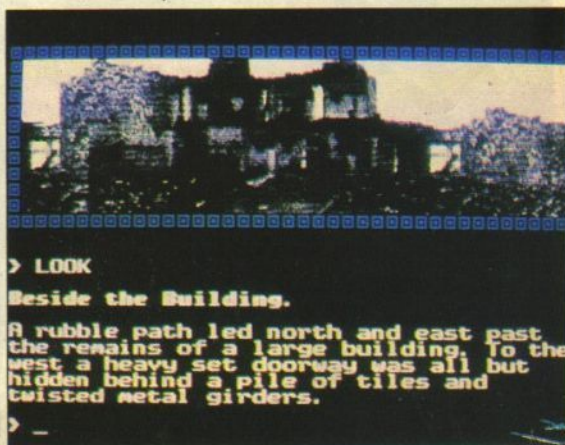 > LOOK
Beside the Building.
A rubble path led north and east past
the remains of a large building. To the
west a heavy set doorway was all but
hidden behind a pile of tiles and
twisted metal girders.
> _